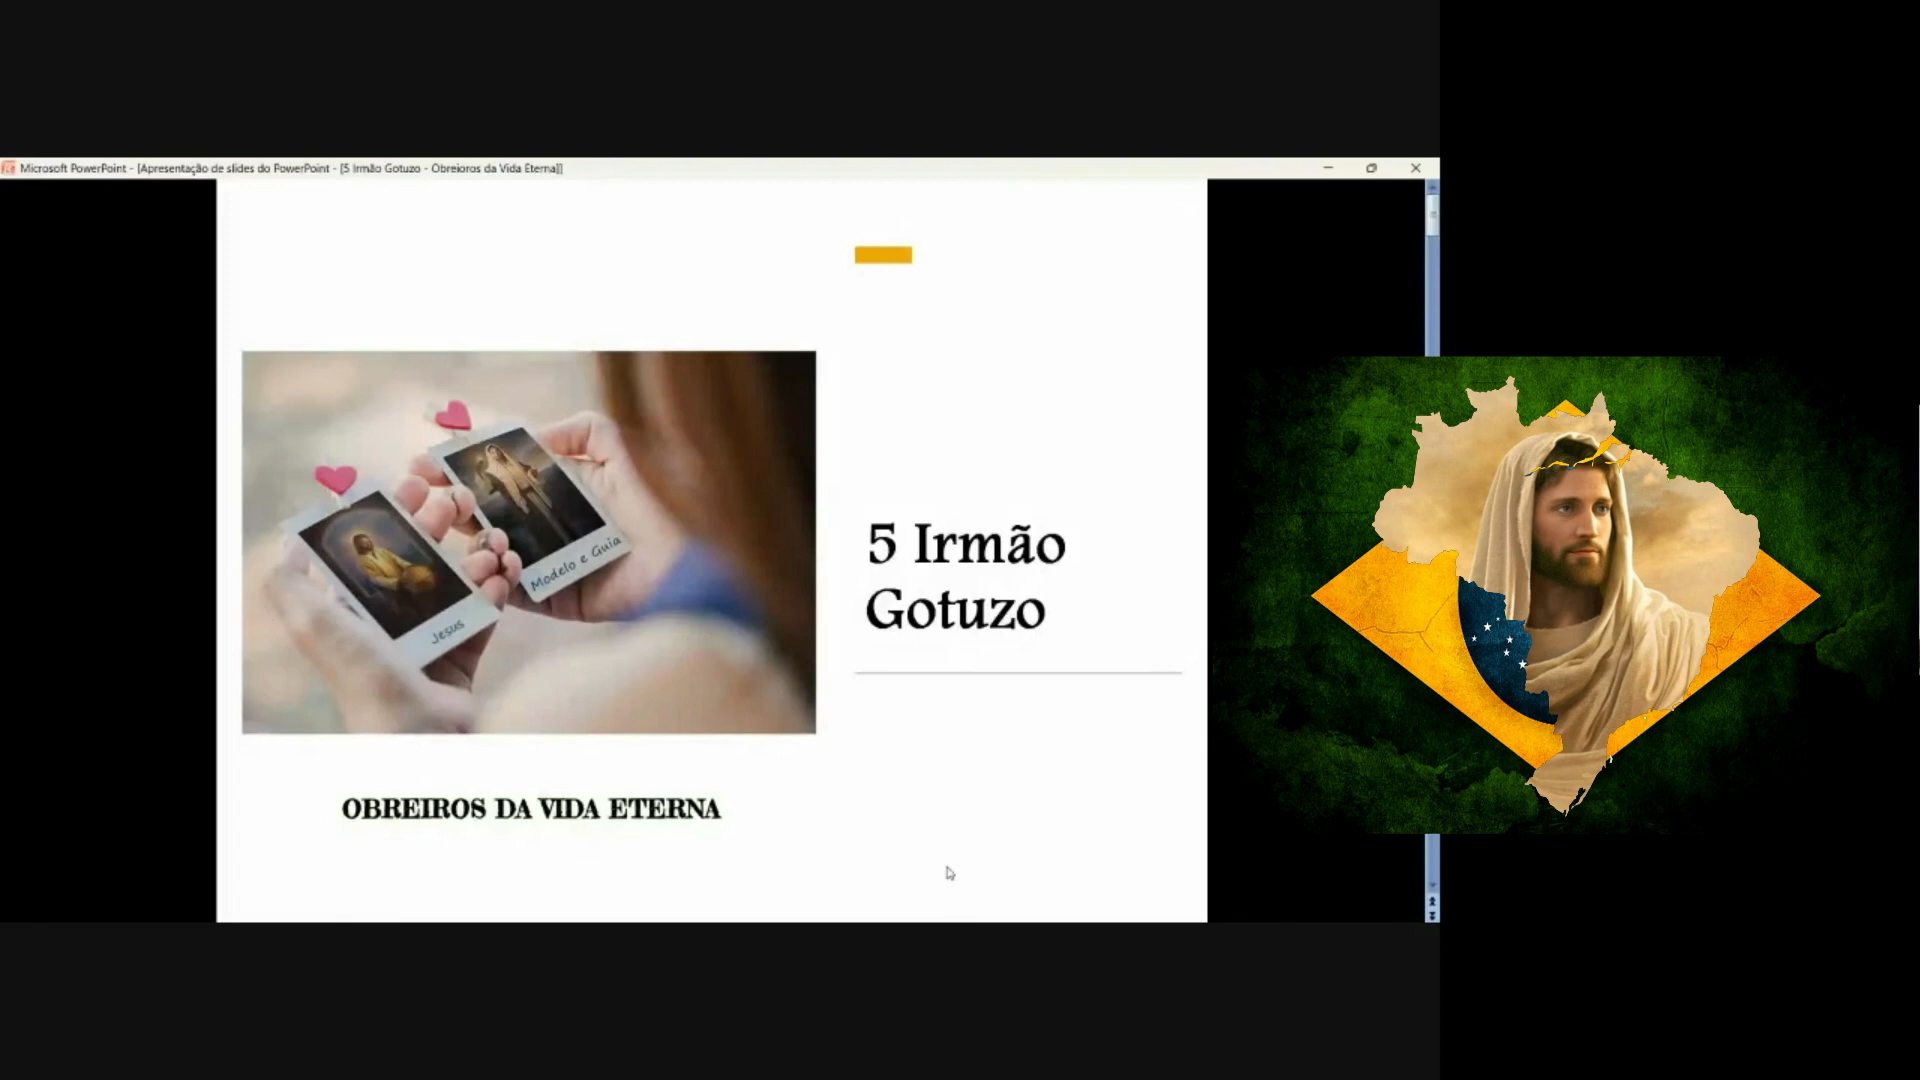 Microsoft PowerPoint - [Apresentação de slides do PowerPoint - [5 Irmão Gotuzo - Obreioros da Vida Eterna]]
Modelo e Guia
Jesus
5 Irmão
Gotuzo
OBREIROS DA VIDA ETERNA